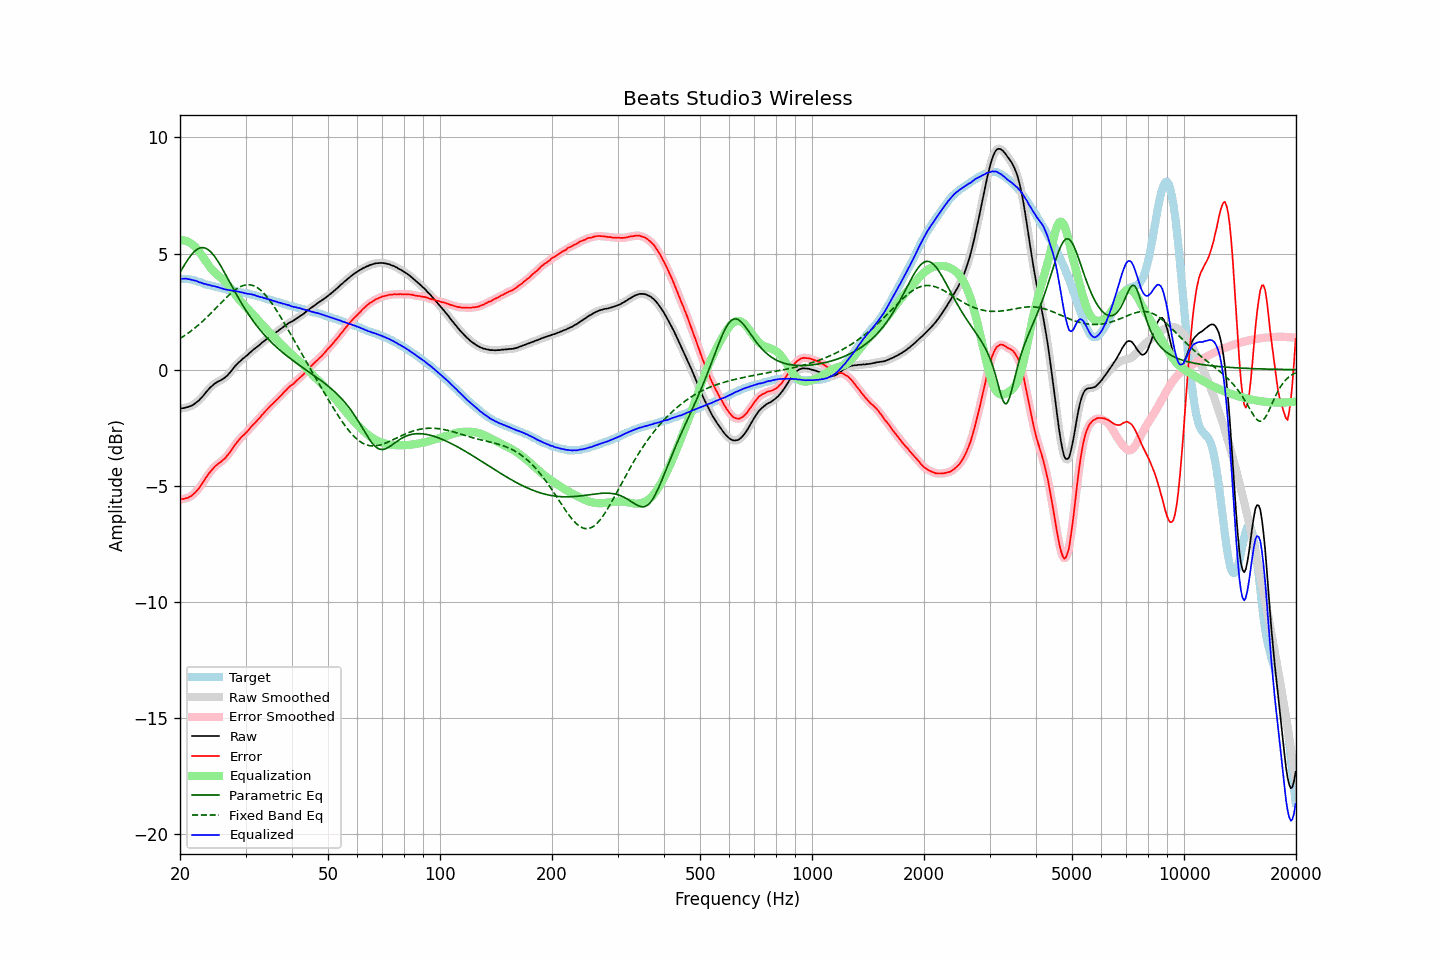 Beats Studio3 Wireless
Amplitude (dBr)
10
5
0
−5
−10
−15
−20
Target
Raw Smoothed
Error Smoothed
Raw
Error
Equalization
Parametric Eq
Fixed Band Eq
Equalized
20 50 100 200 500 1000 2000 5000 10000 20000
Frequency (Hz)